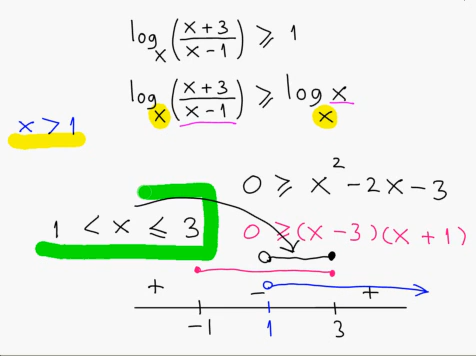 log_x((x+3)/(x-1)) ⩾ 1
log_x((x+3)/(x-1)) ⩾ log_x x
x > 1
0 ⩾ x² - 2x - 3
1 < x ≤ 3
0 ⩾ (x - 3)(x + 1)
+ - +
-1 1 3